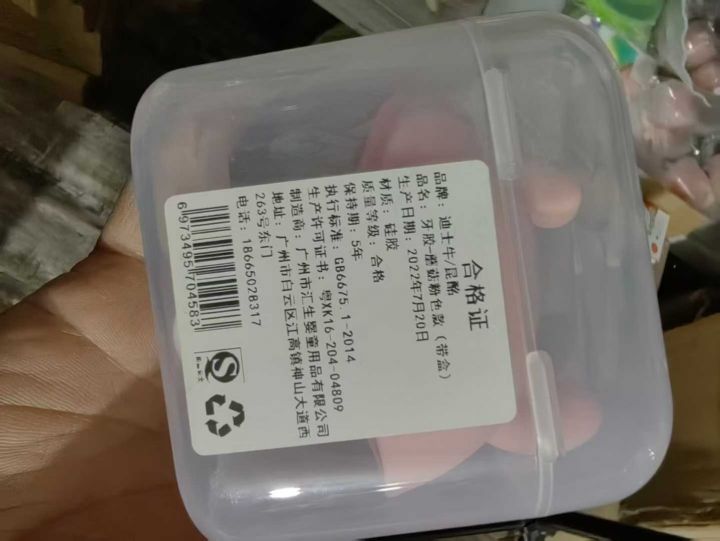 合格证
品牌：迪士牛/昆酪
品名：牙胶-蘑菇粉色款（带盒）
生产日期：2022年7月20日
材质：硅胶
质量等级：合格
保持期：5年
执行标准：GB6675.1-2014
生产许可证书：粤XK16-204-04809
制造商：广州市汇生婴童用品有限公司
地址：广州市白云区江高镇神山大道西
263号东门
电话：18665028317
6 973495 704583